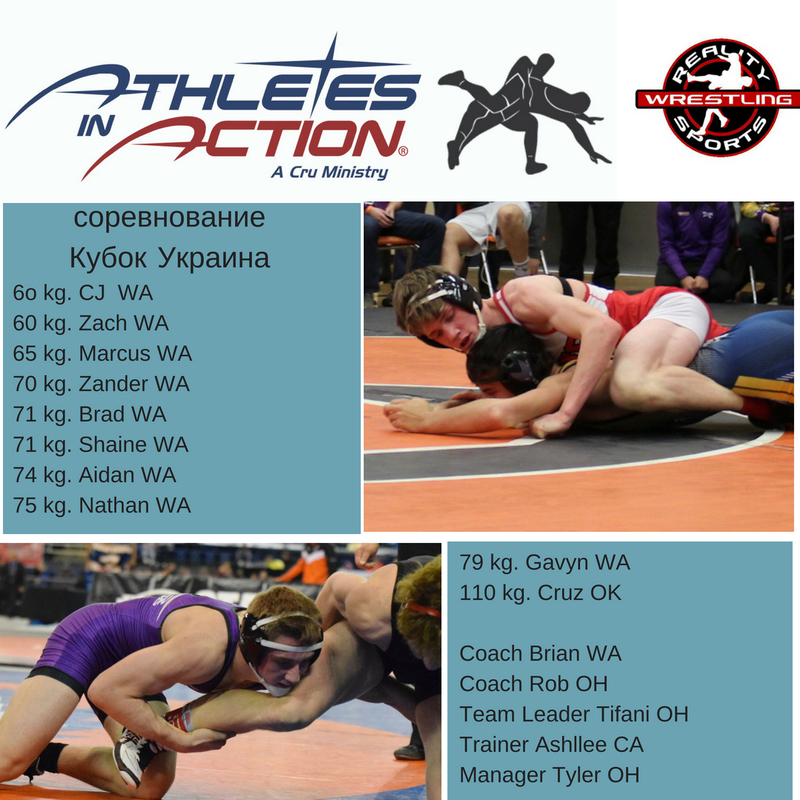 ATHLETES
IN ACTION®
A Cru Ministry
REALITY
WRESTLING
SPORTS
соревнование
Кубок Украина
6o kg. CJ  WA
60 kg. Zach WA
65 kg. Marcus WA
70 kg. Zander WA
71 kg. Brad WA
71 kg. Shaine WA
74 kg. Aidan WA
75 kg. Nathan WA
79 kg. Gavyn WA
110 kg. Cruz OK
Coach Brian WA
Coach Rob OH
Team Leader Tifani OH
Trainer Ashllee CA
Manager Tyler OH